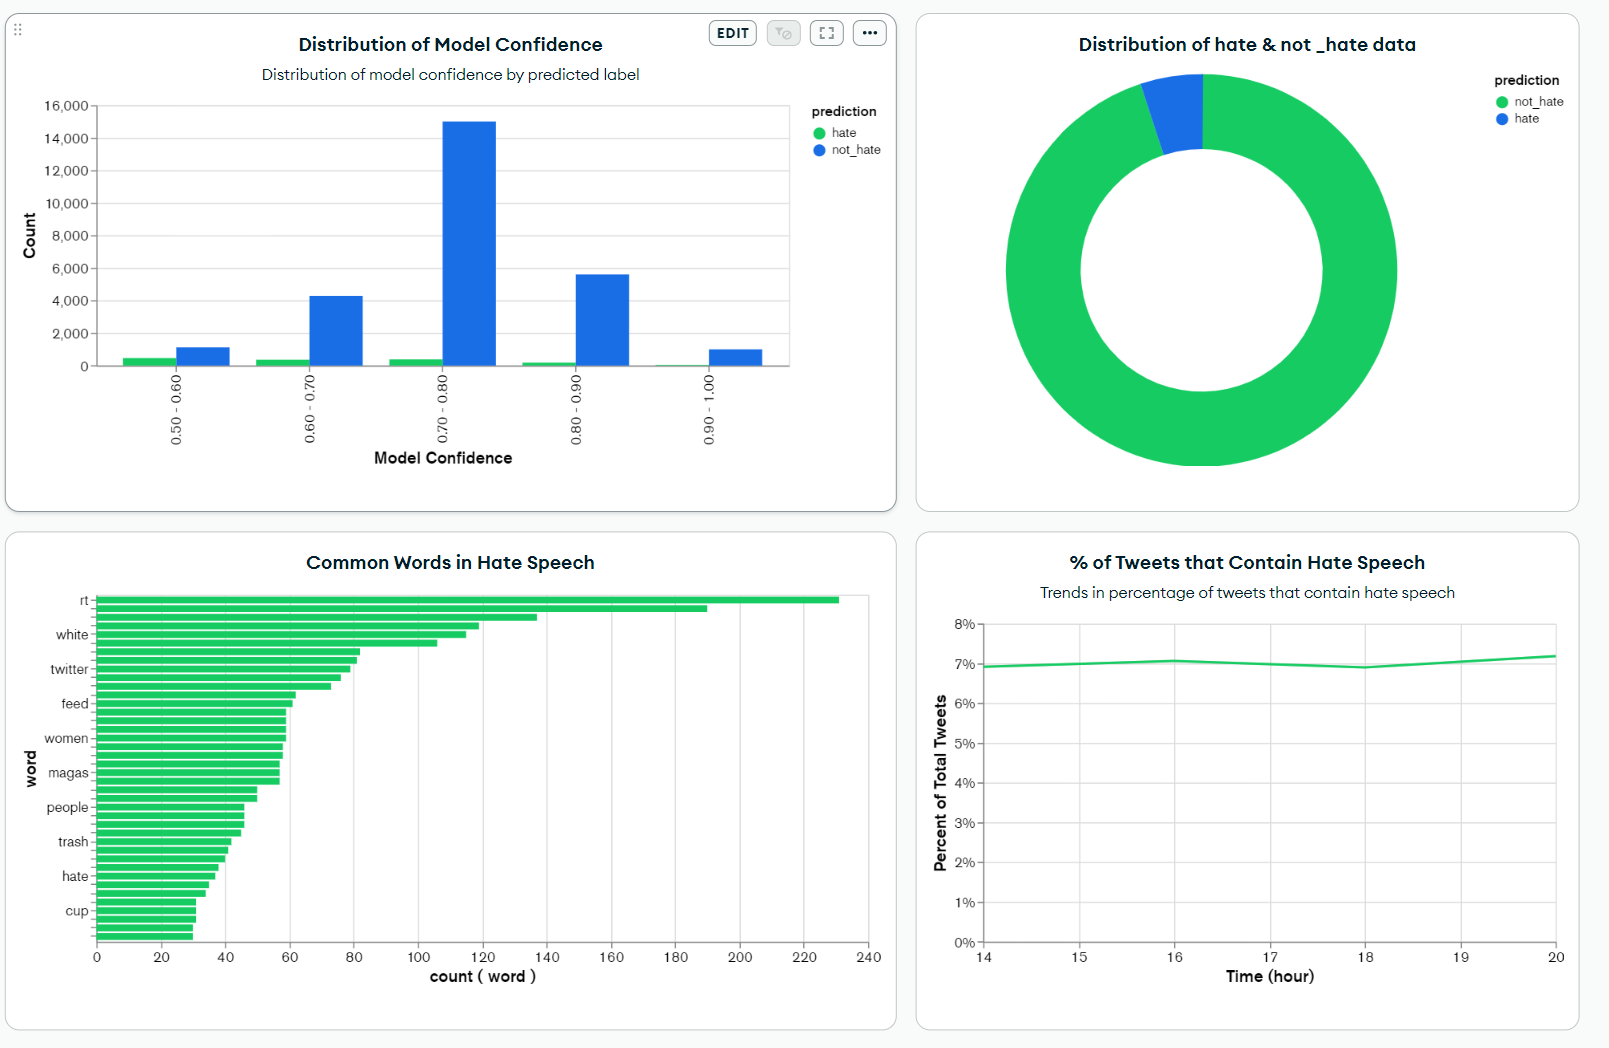 EDIT
Distribution of Model Confidence
Distribution of model confidence by predicted label
Count
16,000
14,000
12,000
10,000
8,000
6,000
4,000
2,000
0
0.50 - 0.60
0.60 - 0.70
0.70 - 0.80
0.80 - 0.90
0.90 - 1.00
Model Confidence
prediction
hate
not_hate
Distribution of hate & not _hate data
prediction
not_hate
hate
Common Words in Hate Speech
word
rt
white
twitter
feed
women
magas
people
trash
hate
cup
0 20 40 60 80 100 120 140 160 180 200 220 240
count ( word )
% of Tweets that Contain Hate Speech
Trends in percentage of tweets that contain hate speech
Percent of Total Tweets
8%
7%
6%
5%
4%
3%
2%
1%
0%
14 15 16 17 18 19 20
Time (hour)